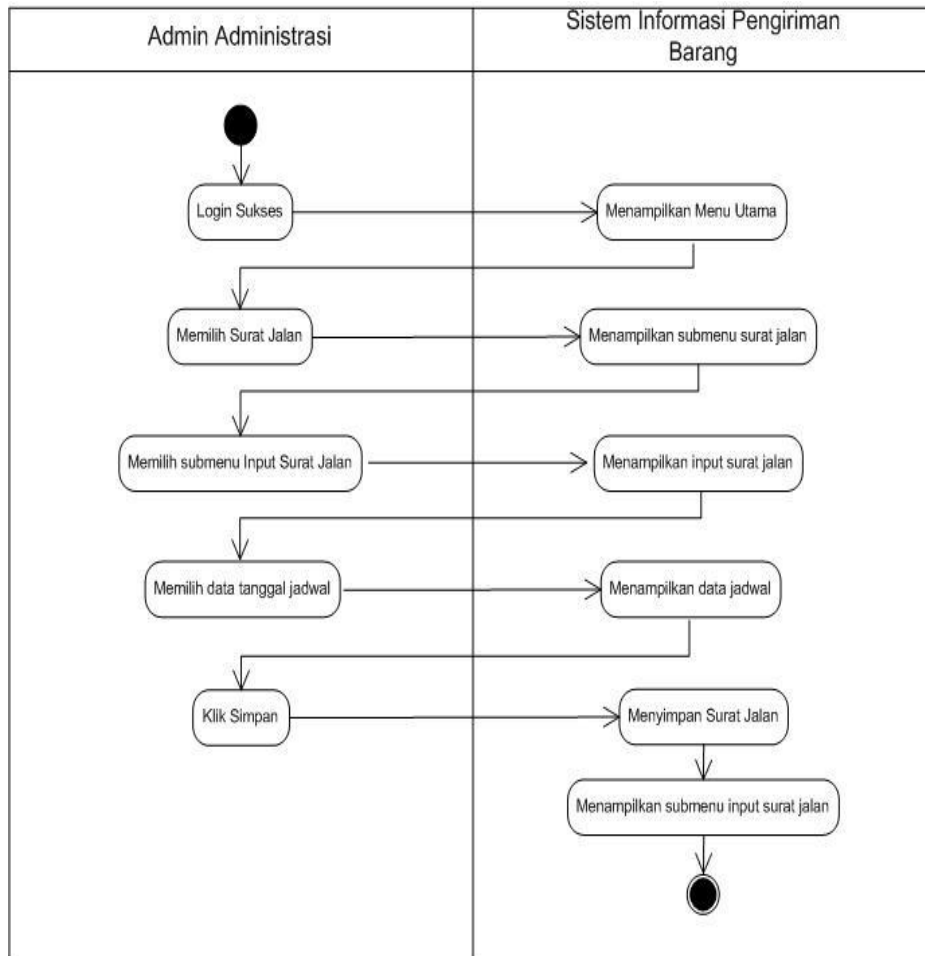 Admin Administrasi
Sistem Informasi Pengiriman
Barang
Login Sukses
Menampilkan Menu Utama
Memilih Surat Jalan
Menampilkan submenu surat jalan
Memilih submenu Input Surat Jalan
Menampilkan input surat jalan
Memilih data tanggal jadwal
Menampilkan data jadwal
Klik Simpan
Menyimpan Surat Jalan
Menampilkan submenu input surat jalan